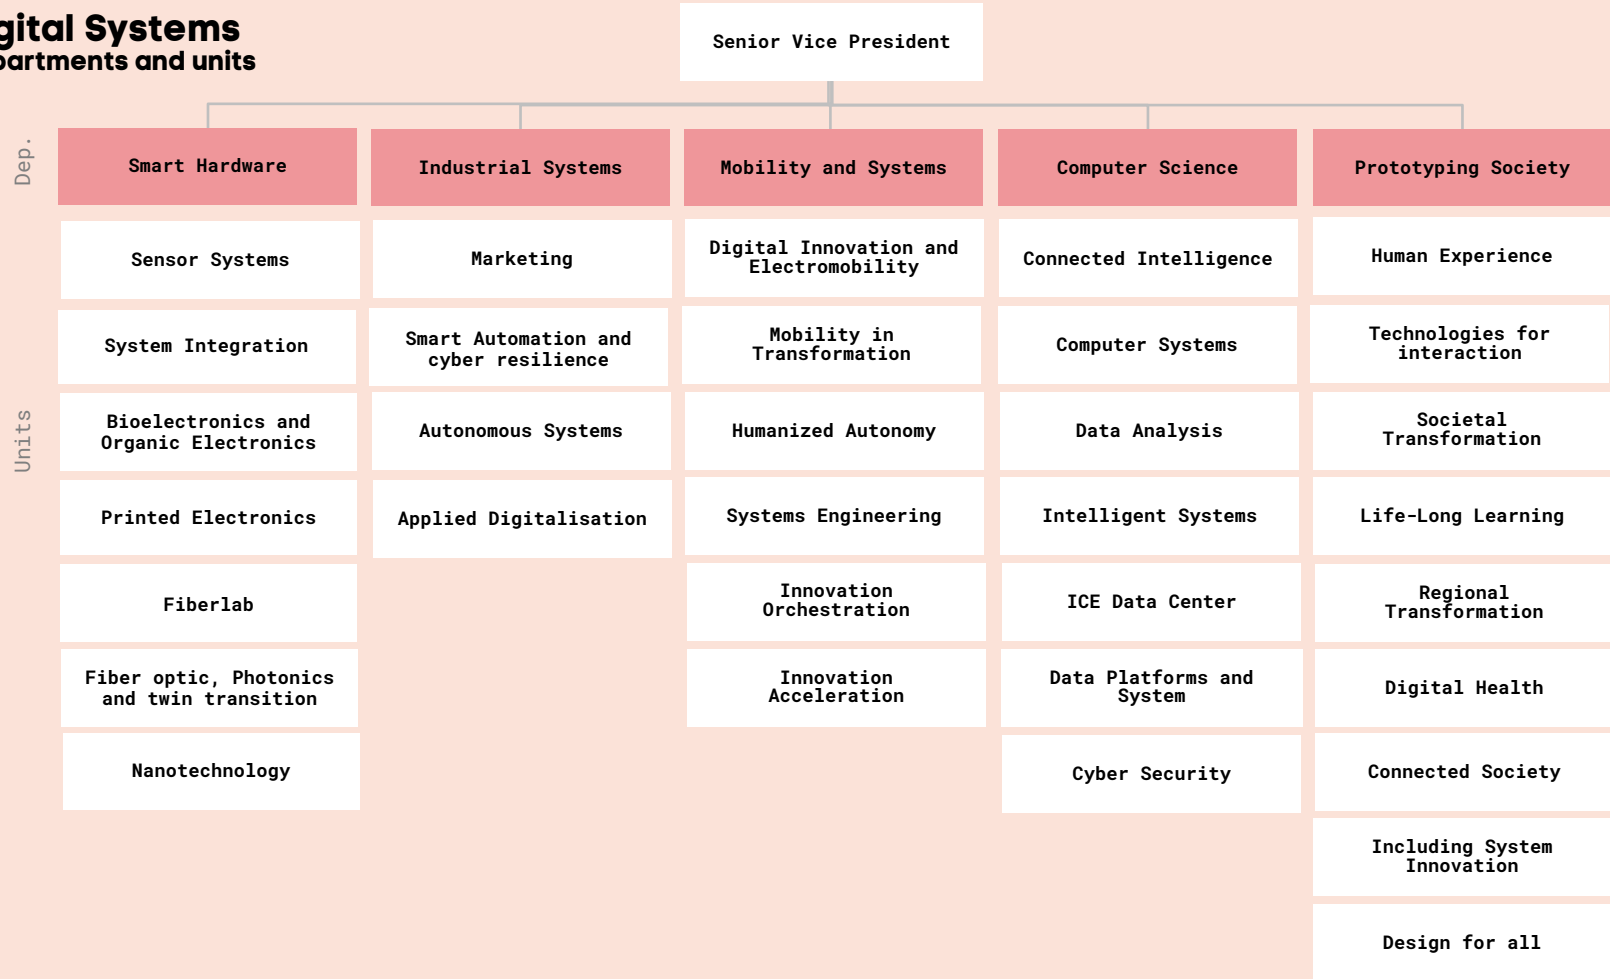 gital Systems
partments and units
Senior Vice President
Dep.
Smart Hardware
Industrial Systems
Mobility and Systems
Computer Science
Prototyping Society
Units
Sensor Systems
System Integration
Bioelectronics and
Organic Electronics
Printed Electronics
Fiberlab
Fiber optic, Photonics
and twin transition
Nanotechnology
Marketing
Smart Automation and
cyber resilience
Autonomous Systems
Applied Digitalisation
Digital Innovation and
Electromobility
Mobility in
Transformation
Humanized Autonomy
Systems Engineering
Innovation
Orchestration
Innovation
Acceleration
Connected Intelligence
Computer Systems
Data Analysis
Intelligent Systems
ICE Data Center
Data Platforms and
System
Cyber Security
Human Experience
Technologies for
interaction
Societal
Transformation
Life-Long Learning
Regional
Transformation
Digital Health
Connected Society
Including System
Innovation
Design for all